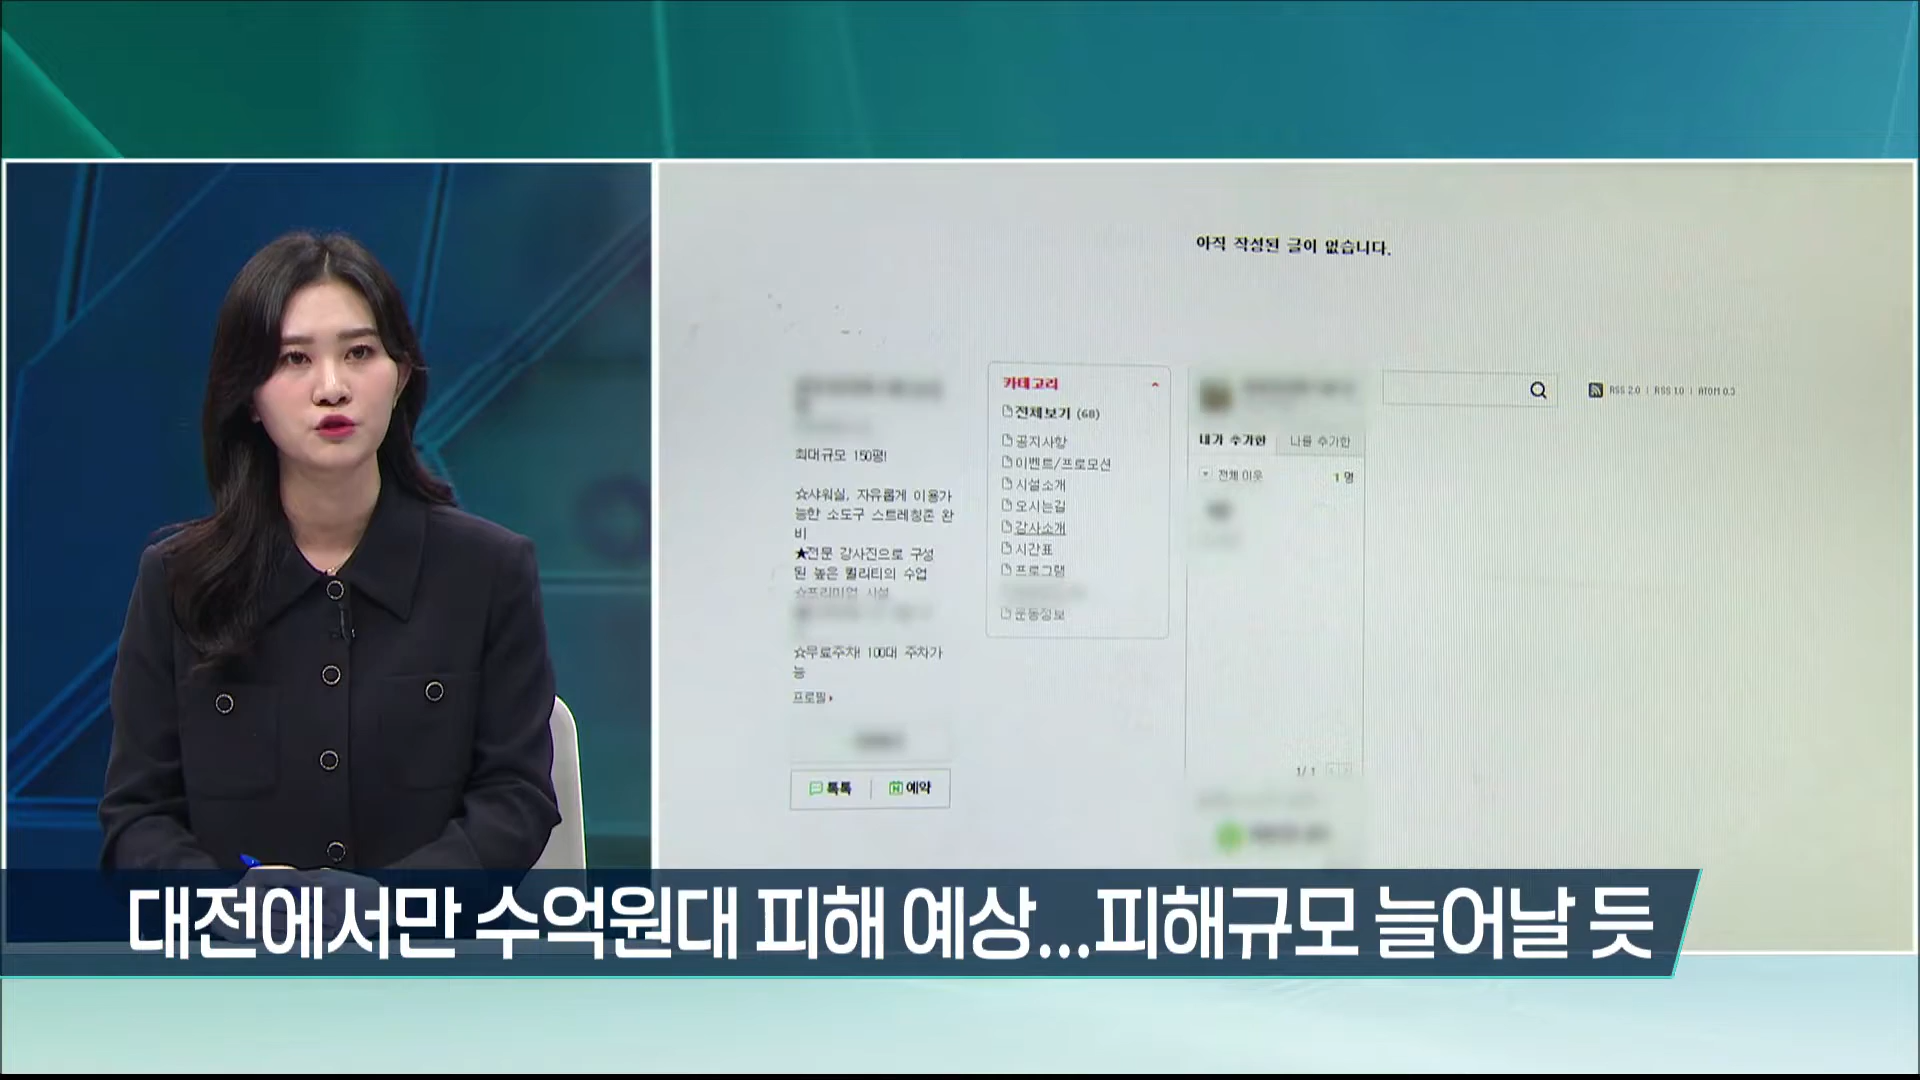 아직 작성된 글이 없습니다.
최대규모 150평!
☆샤워실, 자유롭게 이용가
능한 소도구 스트레칭존 완
비
★전문 강사진으로 구성
된 높은 퀄리티의 수업
☆프리미엄 시설
☆무료주차! 100대 주차가
능
프로필
톡톡
예약
카테고리
전체보기 (68)
공지사항
이벤트/프로모션
시설소개
오시는길
강사소개
시간표
프로그램
운동정보
내가 추가한
나를 추가한
전체 이웃
1 명
1/1
RSS 2.0 | RSS 1.0 | ATOM 0.3
대전에서만 수억원대 피해 예상...피해규모 늘어날 듯